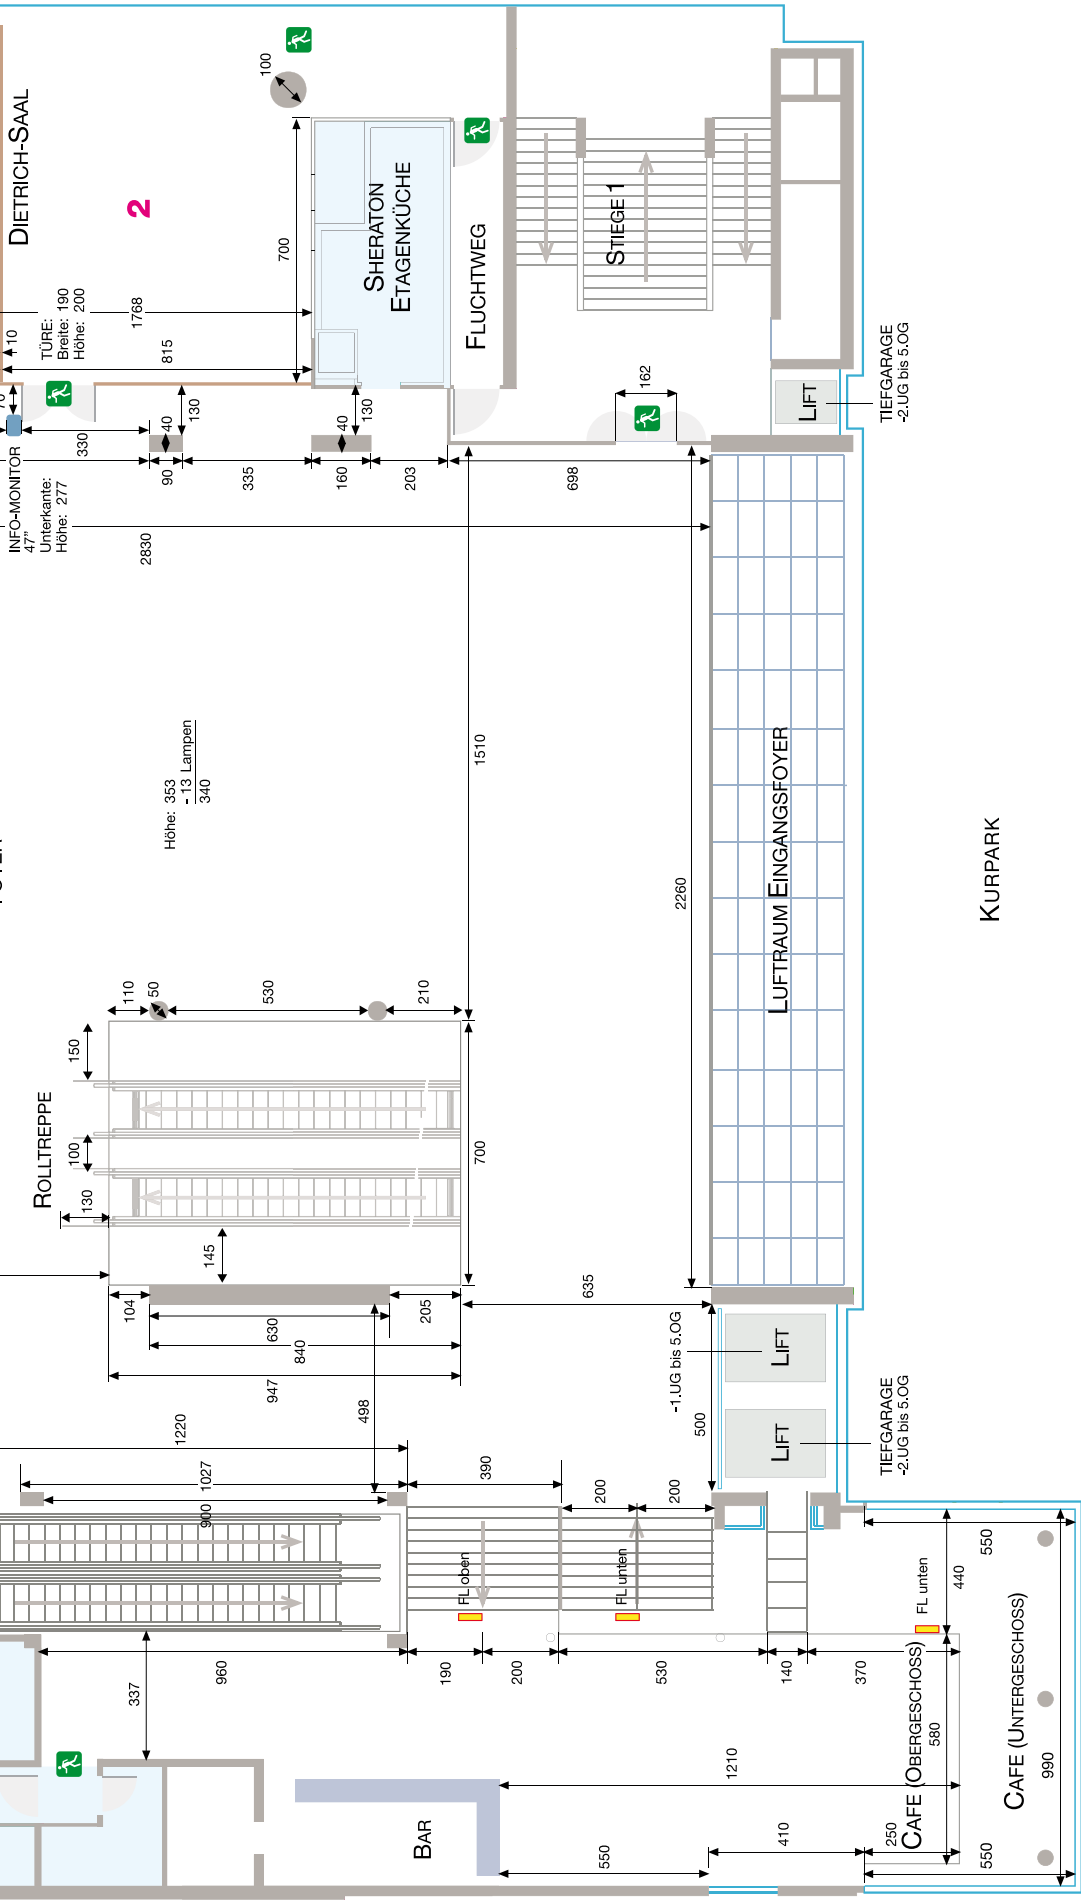 DIETRICH-SAAL
2
100
700
SHERATON
ETAGENKÜCHE
FLUCHTWEG
STIEGE 1
1768
815
TÜRE:
Breite: 190
Höhe: 200
110
330
40
130
40
130
162
LIFT
TIEFGARAGE
-2.UG bis 5.OG
INFO-MONITOR
47"
Unterkante:
Höhe: 277
90
335
160
203
698
2830
Höhe: 353
- 13 Lampen
340
1510
2260
LUFTRAUM EINGANGSFOYER
KURPARK
110
50
530
210
150
100
130
145
ROLLTREPPE
700
104
630
840
947
205
635
498
-1.UG bis 5.OG
500
LIFT
LIFT
TIEFGARAGE
-2.UG bis 5.OG
1220
1027
900
390
200
200
FL oben
FL unten
FL unten
550
440
960
337
190
200
530
140
370
1210
580
990
CAFE (OBERGESCHOSS)
CAFE (UNTERGESCHOSS)
BAR
550
410
250
550